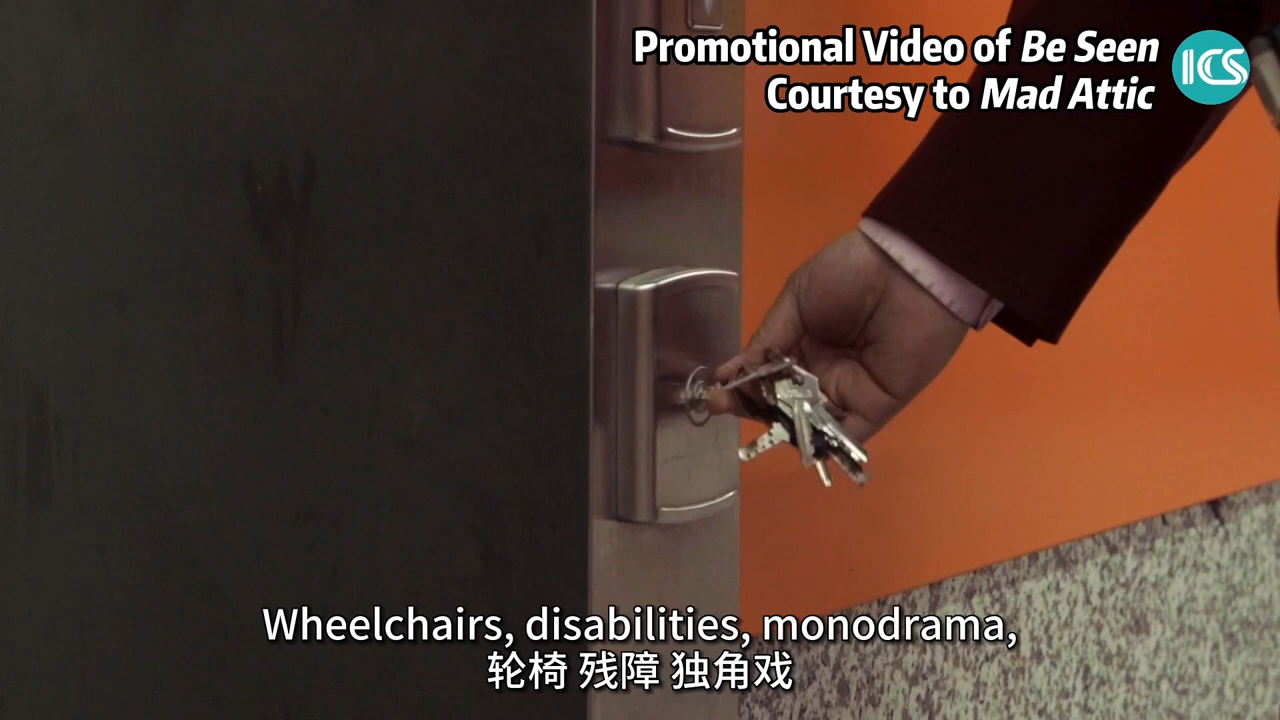 Promotional Video of Be Seen
Courtesy to Mad Attic
ICS
Wheelchairs, disabilities, monodrama,
轮椅 残障 独角戏